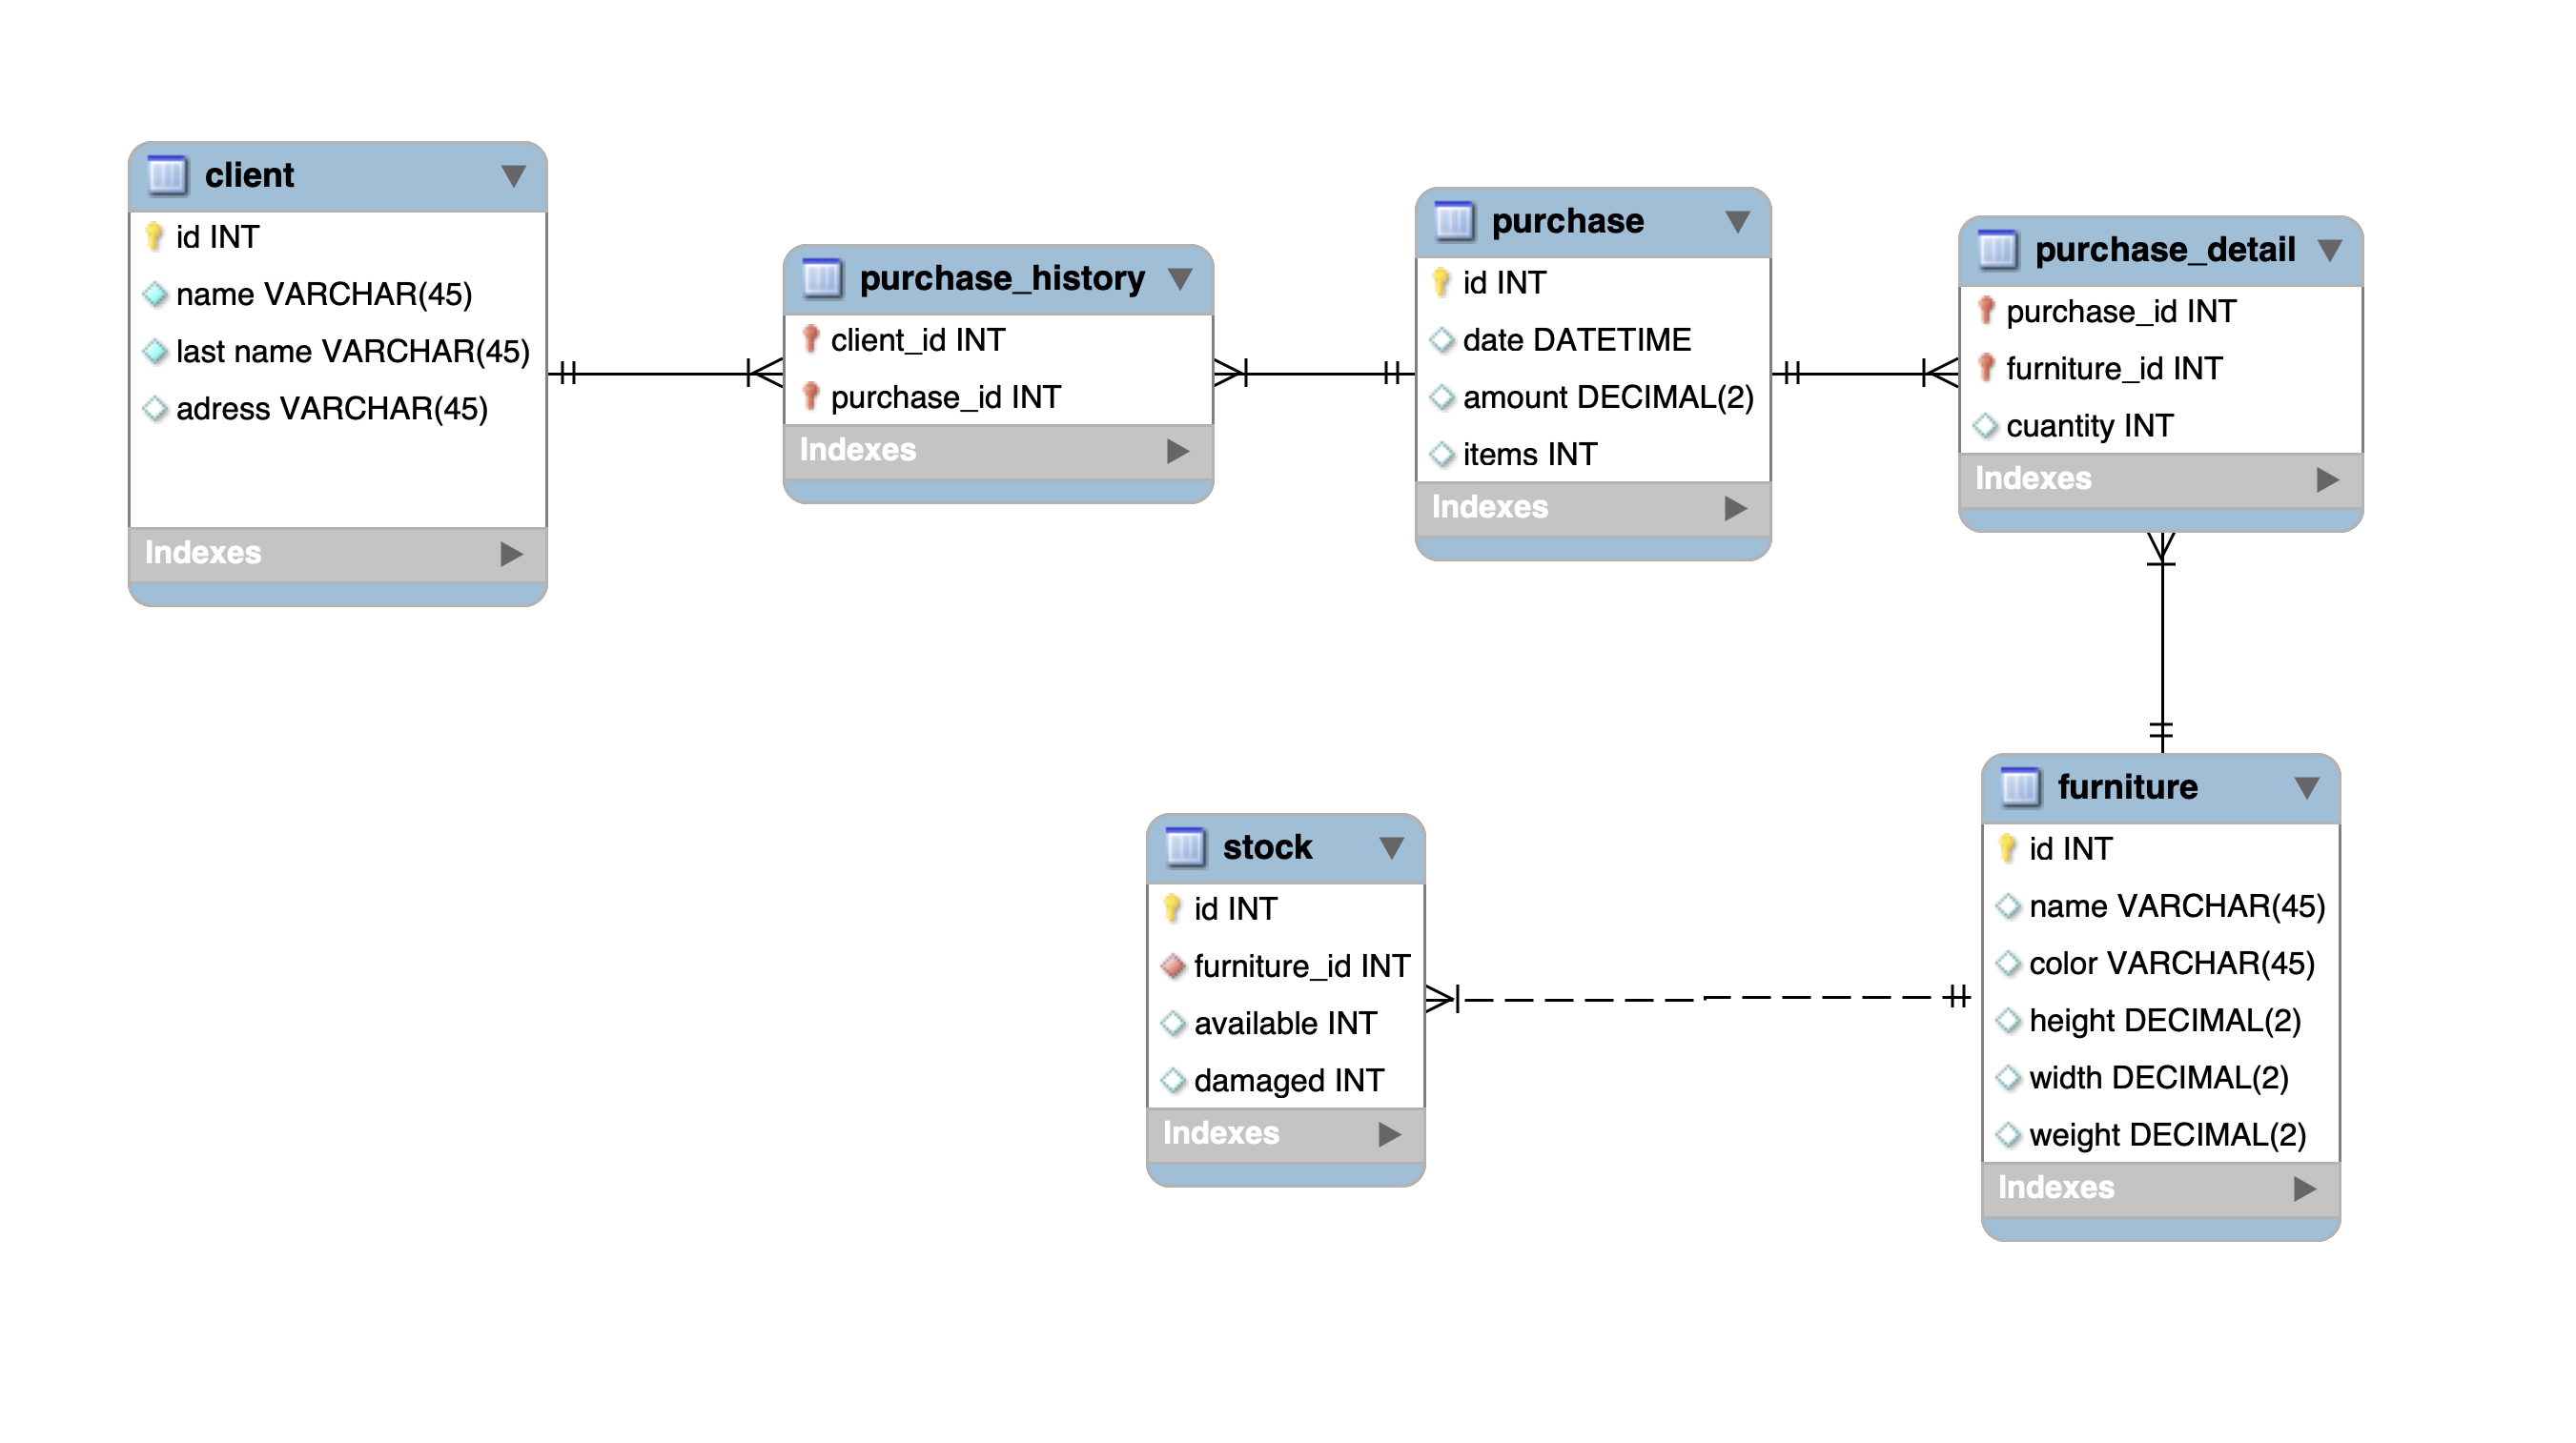 client
id INT
name VARCHAR(45)
last name VARCHAR(45)
adress VARCHAR(45)
Indexes
purchase_history
client_id INT
purchase_id INT
Indexes
purchase
id INT
date DATETIME
amount DECIMAL(2)
items INT
Indexes
purchase_detail
purchase_id INT
furniture_id INT
cuantity INT
Indexes
stock
id INT
furniture_id INT
available INT
damaged INT
Indexes
furniture
id INT
name VARCHAR(45)
color VARCHAR(45)
height DECIMAL(2)
width DECIMAL(2)
weight DECIMAL(2)
Indexes